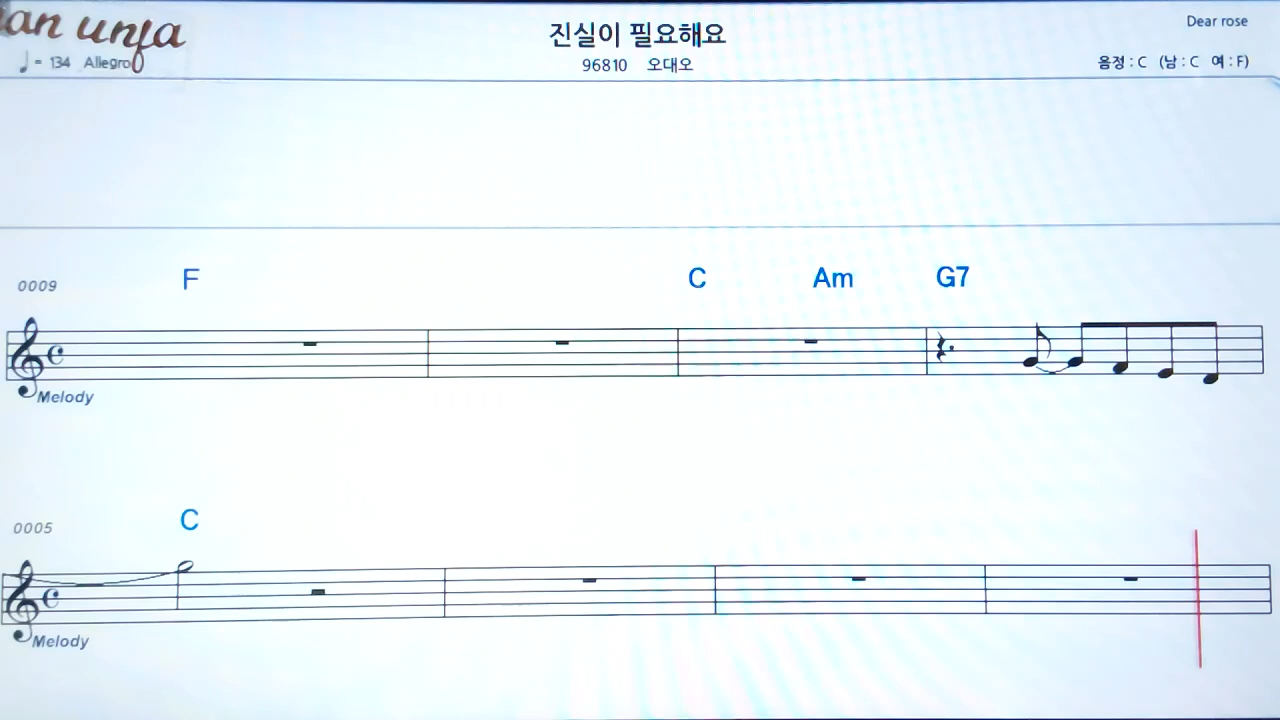 an unja
진실이 필요해요
Dear rose
♩= 134 Allegro
96810 오대오
음정 : C (남 : C 여 : F)
0009 F C Am G7
Melody
0005 C
Melody